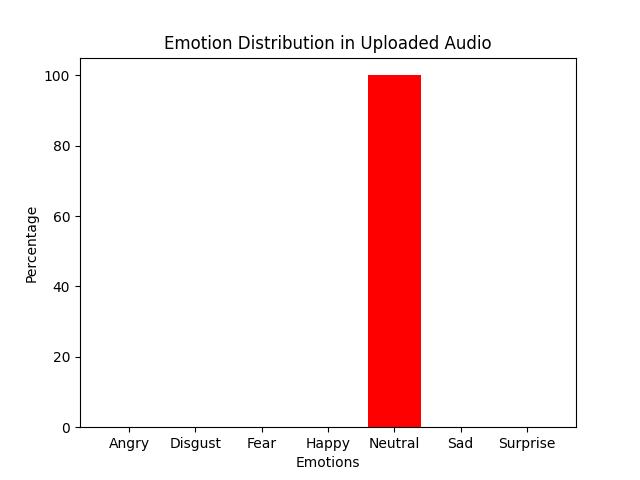 Emotion Distribution in Uploaded Audio
100
80
60
40
20
0
Percentage
Angry Disgust Fear Happy Neutral Sad Surprise
Emotions